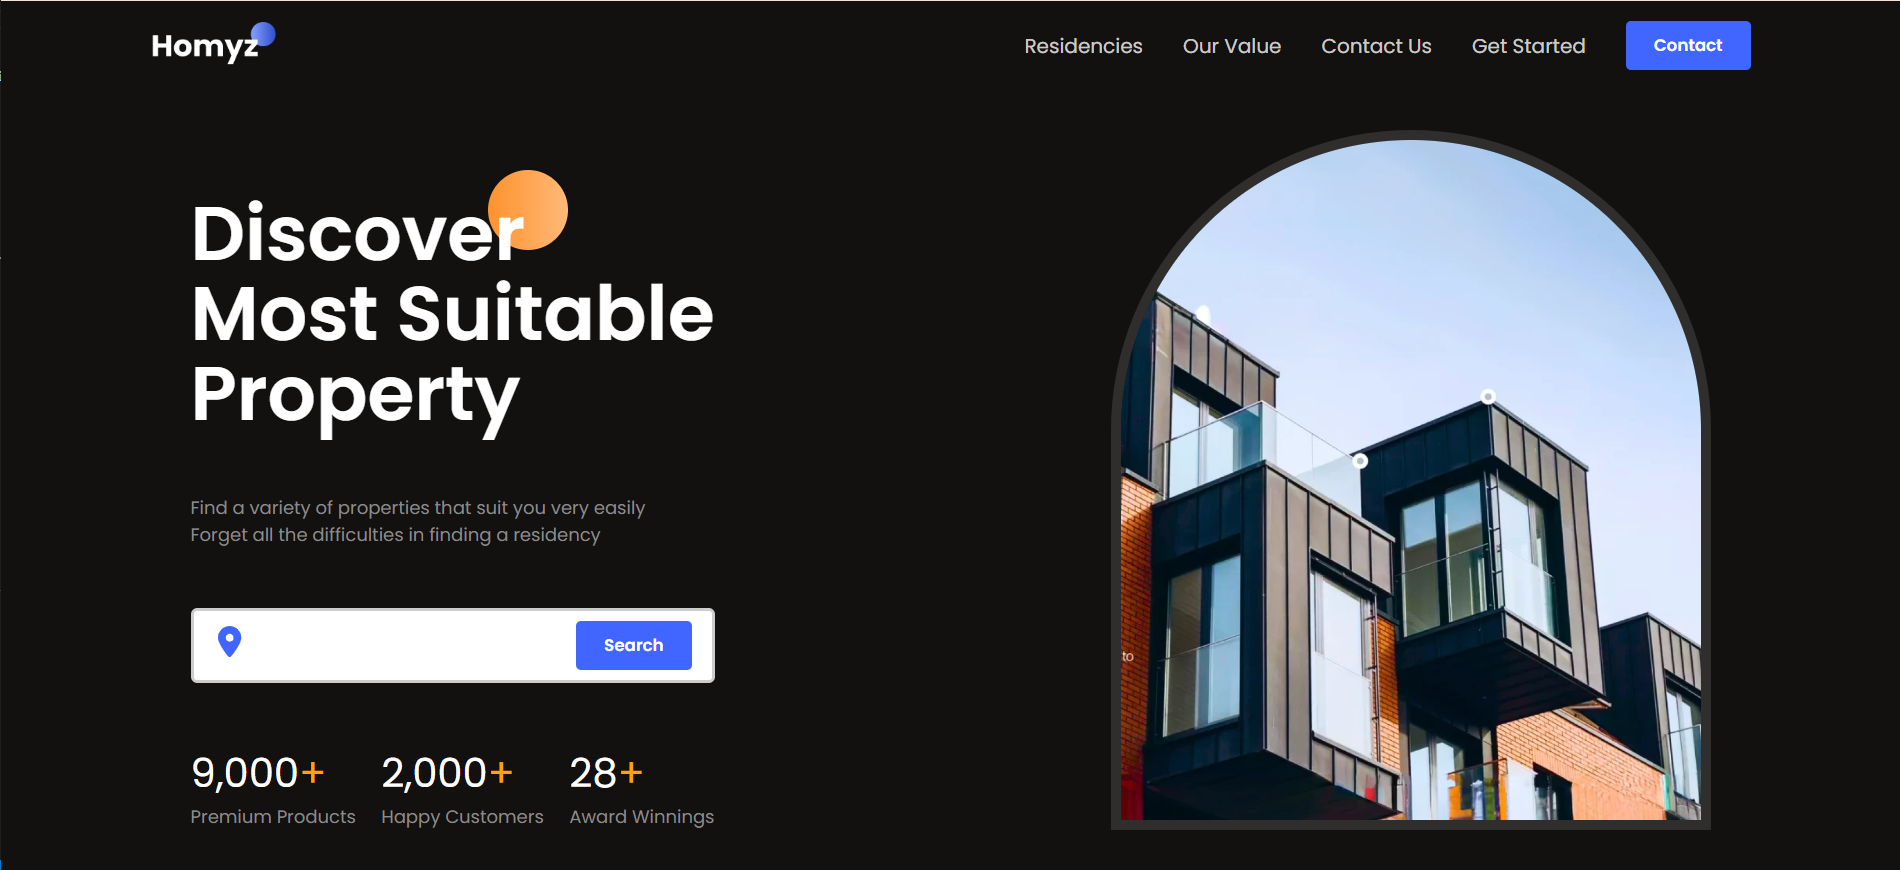 Homyz
Residencies Our Value Contact Us Get Started Contact
Discover
Most Suitable
Property
Find a variety of properties that suit you very easily
Forget all the difficulties in finding a residency
Search
9,000+ 2,000+ 28+
Premium Products Happy Customers Award Winnings
to